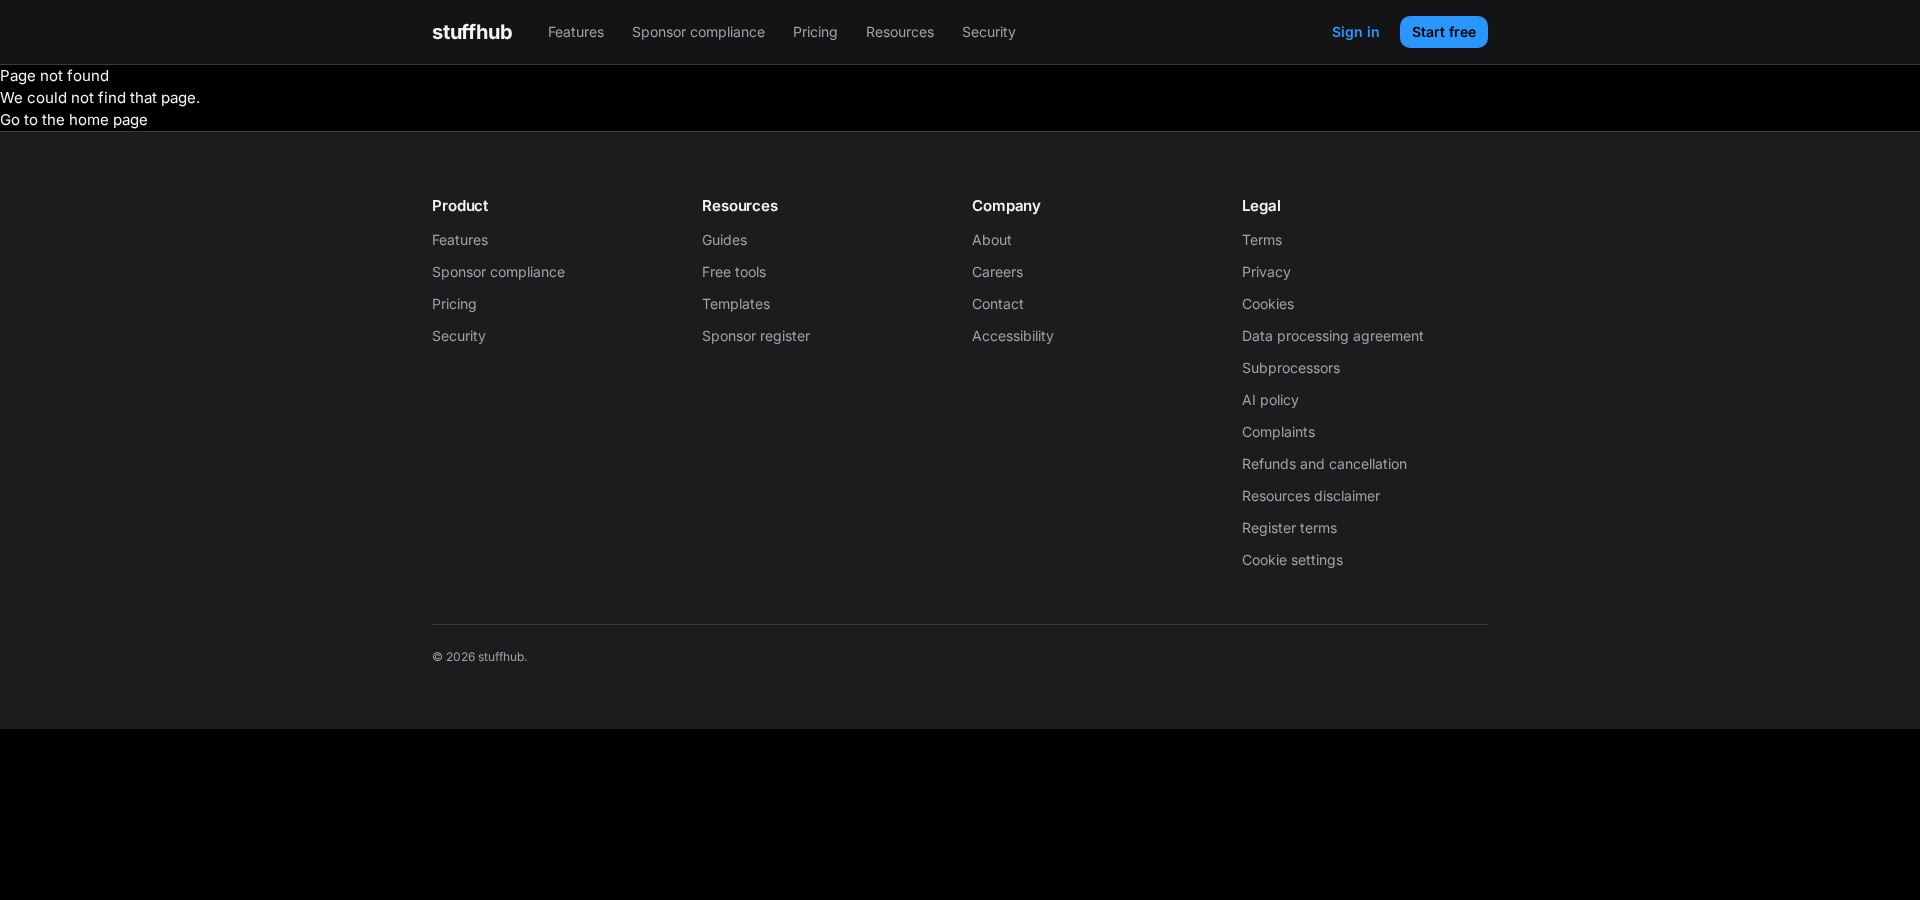 stuffhub
Features
Sponsor compliance
Pricing
Resources
Security
Sign in
Start free
Page not found
We could not find that page.
Go to the home page
Product
Features
Sponsor compliance
Pricing
Security
Resources
Guides
Free tools
Templates
Sponsor register
Company
About
Careers
Contact
Accessibility
Legal
Terms
Privacy
Cookies
Data processing agreement
Subprocessors
AI policy
Complaints
Refunds and cancellation
Resources disclaimer
Register terms
Cookie settings
© 2026 stuffhub.